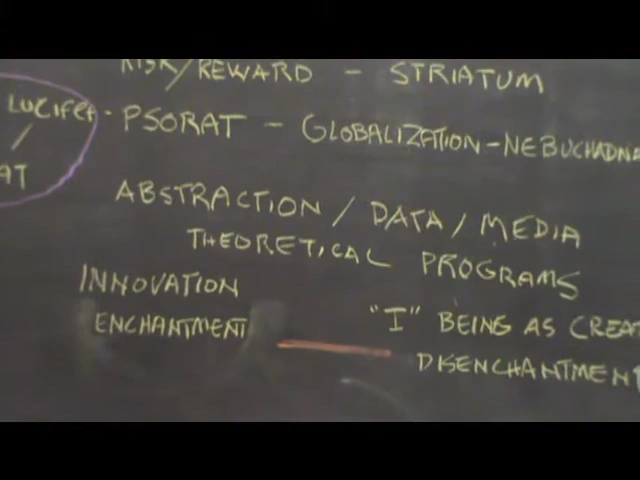 RISK/REWARD - STRIATUM
LUCIFER - PSORAT - GLOBALIZATION - NEBUCHADNE
/
AT
ABSTRACTION / DATA / MEDIA
THEORETICAL PROGRAMS
INNOVATION
"I" BEING AS CREAT
ENCHANTMENT
DISENCHANTMENT